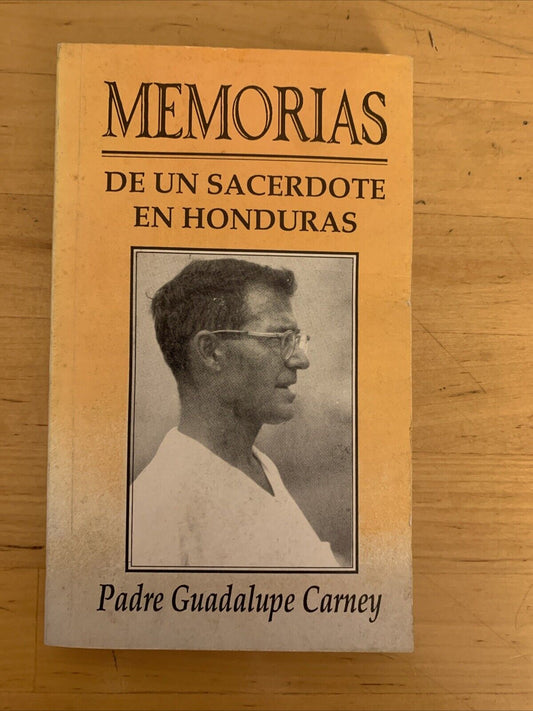 MEMORIAS
DE UN SACERDOTE
EN HONDURAS
Padre Guadalupe Carney